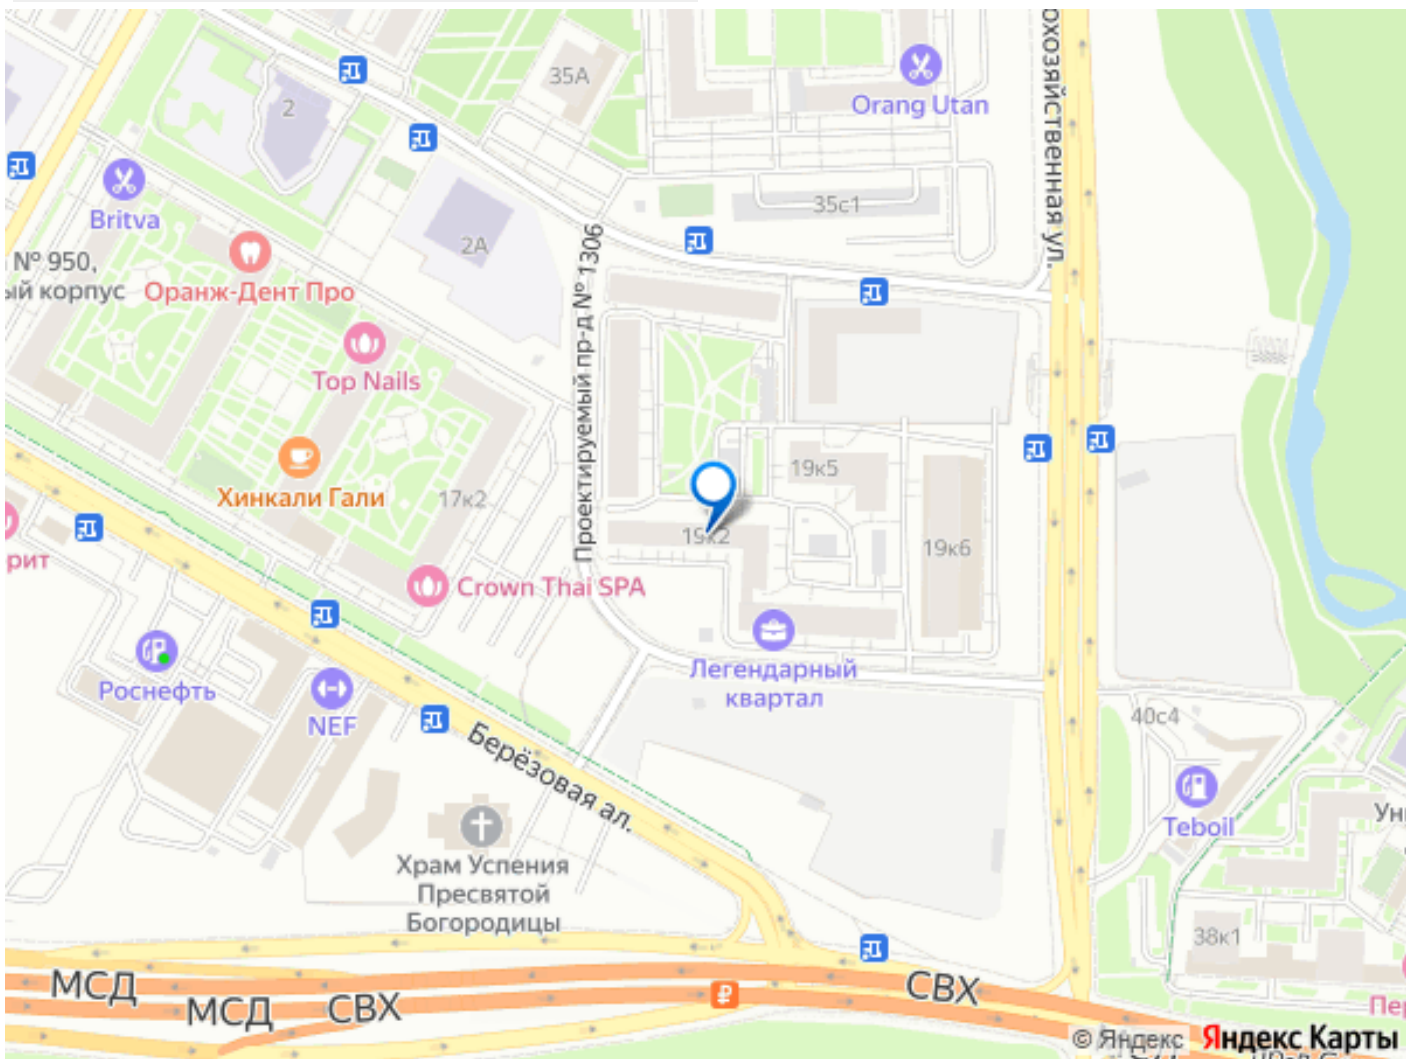 35А
Orang Utan
2
Britva
2А
35с1
№ 950,
ый корпус
Оранж-Дент Про
Проектируемый пр-д № 1306
охозяйственная ул.
Top Nails
Хинкали Гали
17к2
19к5
19к2
19к6
рит
Crown Thai SPA
Роснефть
NEF
Легендарный
квартал
Берёзовая ал.
40с4
Teboil
Храм Успения
Пресвятой
Богородицы
38к1
МСД
МСД
СВХ
СВХ
© Яндекс Яндекс Карты